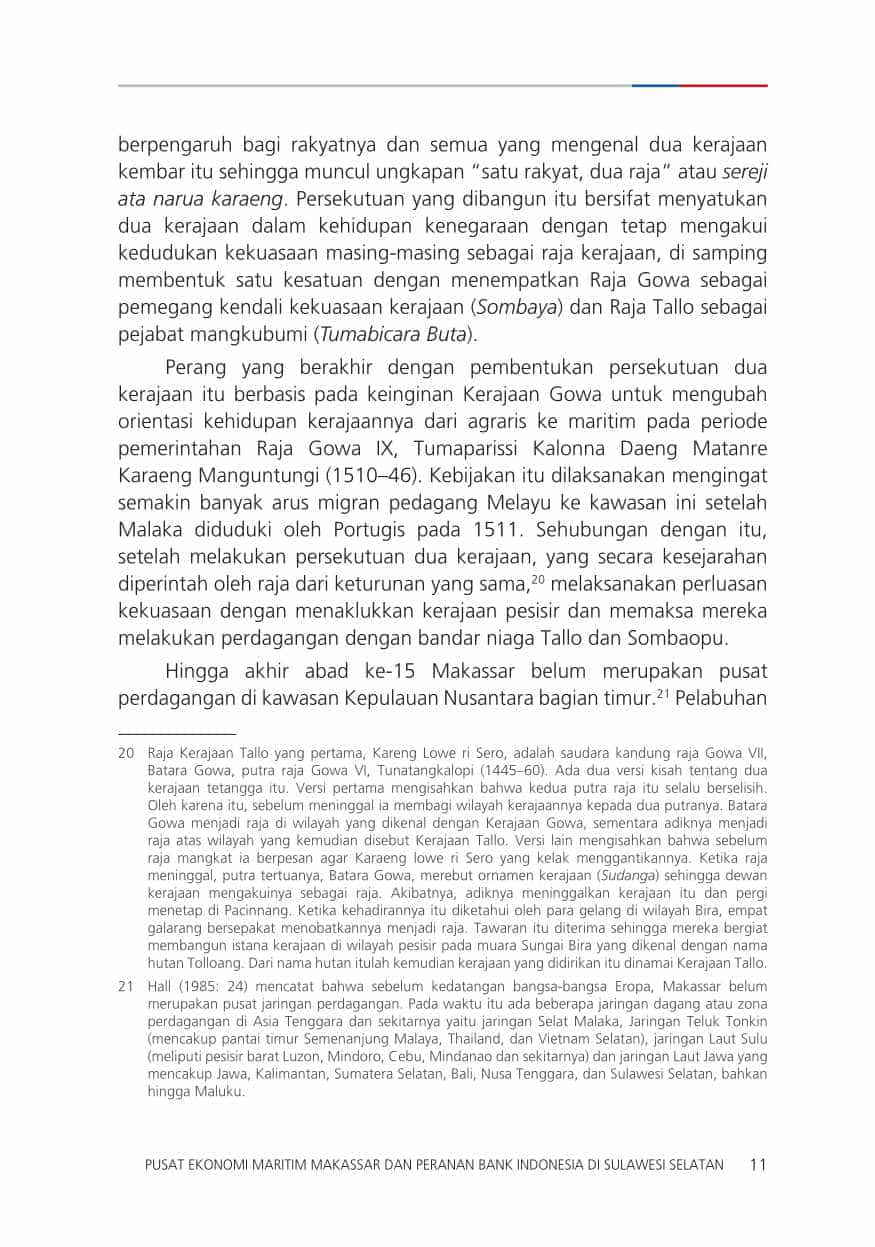 berpengaruh bagi rakyatnya dan semua yang mengenal dua kerajaan
kembar itu sehingga muncul ungkapan “satu rakyat, dua raja“ atau sereji
ata narua karaeng. Persekutuan yang dibangun itu bersifat menyatukan
dua kerajaan dalam kehidupan kenegaraan dengan tetap mengakui
kedudukan kekuasaan masing-masing sebagai raja kerajaan, di samping
membentuk satu kesatuan dengan menempatkan Raja Gowa sebagai
pemegang kendali kekuasaan kerajaan (Sombaya) dan Raja Tallo sebagai
pejabat mangkubumi (Tumabicara Buta).
Perang yang berakhir dengan pembentukan persekutuan dua
kerajaan itu berbasis pada keinginan Kerajaan Gowa untuk mengubah
orientasi kehidupan kerajaannya dari agraris ke maritim pada periode
pemerintahan Raja Gowa IX, Tumaparissi Kalonna Daeng Matanre
Karaeng Manguntungi (1510–46). Kebijakan itu dilaksanakan mengingat
semakin banyak arus migran pedagang Melayu ke kawasan ini setelah
Malaka diduduki oleh Portugis pada 1511. Sehubungan dengan itu,
setelah melakukan persekutuan dua kerajaan, yang secara kesejarahan
diperintah oleh raja dari keturunan yang sama,20 melaksanakan perluasan
kekuasaan dengan menaklukkan kerajaan pesisir dan memaksa mereka
melakukan perdagangan dengan bandar niaga Tallo dan Sombaopu.
Hingga akhir abad ke-15 Makassar belum merupakan pusat
perdagangan di kawasan Kepulauan Nusantara bagian timur.21 Pelabuhan
20 Raja Kerajaan Tallo yang pertama, Kareng Lowe ri Sero, adalah saudara kandung raja Gowa VII,
Batara Gowa, putra raja Gowa VI, Tunatangkalopi (1445–60). Ada dua versi kisah tentang dua
kerajaan tetangga itu. Versi pertama mengisahkan bahwa kedua putra raja itu selalu berselisih.
Oleh karena itu, sebelum meninggal ia membagi wilayah kerajaannya kepada dua putranya. Batara
Gowa menjadi raja di wilayah yang dikenal dengan Kerajaan Gowa, sementara adiknya menjadi
raja atas wilayah yang kemudian disebut Kerajaan Tallo. Versi lain mengisahkan bahwa sebelum
raja mangkat ia berpesan agar Karaeng lowe ri Sero yang kelak menggantikannya. Ketika raja
meninggal, putra tertuanya, Batara Gowa, merebut ornamen kerajaan (Sudanga) sehingga dewan
kerajaan mengakuinya sebagai raja. Akibatnya, adiknya meninggalkan kerajaan itu dan pergi
menetap di Pacinnang. Ketika kehadirannya itu diketahui oleh para gelang di wilayah Bira, empat
galarang bersepakat menobatkannya menjadi raja. Tawaran itu diterima sehingga mereka bergiat
membangun istana kerajaan di wilayah pesisir pada muara Sungai Bira yang dikenal dengan nama
hutan Tolloang. Dari nama hutan itulah kemudian kerajaan yang didirikan itu dinamai Kerajaan Tallo.
21 Hall (1985: 24) mencatat bahwa sebelum kedatangan bangsa-bangsa Eropa, Makassar belum
merupakan pusat jaringan perdagangan. Pada waktu itu ada beberapa jaringan dagang atau zona
perdagangan di Asia Tenggara dan sekitarnya yaitu jaringan Selat Malaka, Jaringan Teluk Tonkin
(mencakup pantai timur Semenanjung Malaya, Thailand, dan Vietnam Selatan), jaringan Laut Sulu
(meliputi pesisir barat Luzon, Mindoro, Cebu, Mindanao dan sekitarnya) dan jaringan Laut Jawa yang
mencakup Jawa, Kalimantan, Sumatera Selatan, Bali, Nusa Tenggara, dan Sulawesi Selatan, bahkan
hingga Maluku.
PUSAT EKONOMI MARITIM MAKASSAR DAN PERANAN BANK INDONESIA DI SULAWESI SELATAN 11